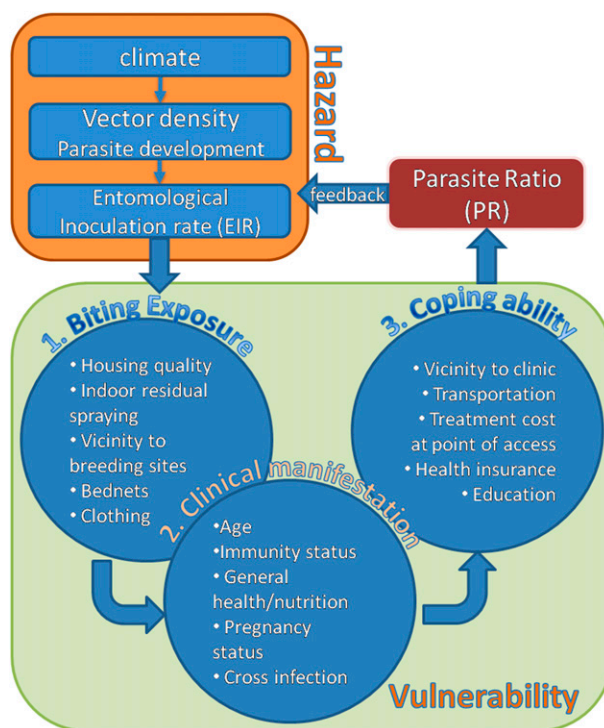 climate
Vector density
Parasite development
Entomological
Inoculation rate (EIR)
Hazard
feedback
Parasite Ratio
(PR)
1. Biting Exposure
• Housing quality
• Indoor residual
spraying
• Vicinity to
breeding sites
• Bednets
• Clothing
2. Clinical manifestation
•Age
• Immunity status
• General
health/nutrition
• Pregnancy
status
• Cross infection
3. Coping ability
• Vicinity to clinic
• Transportation
• Treatment cost
at point of access
• Health insurance
• Education
Vulnerability